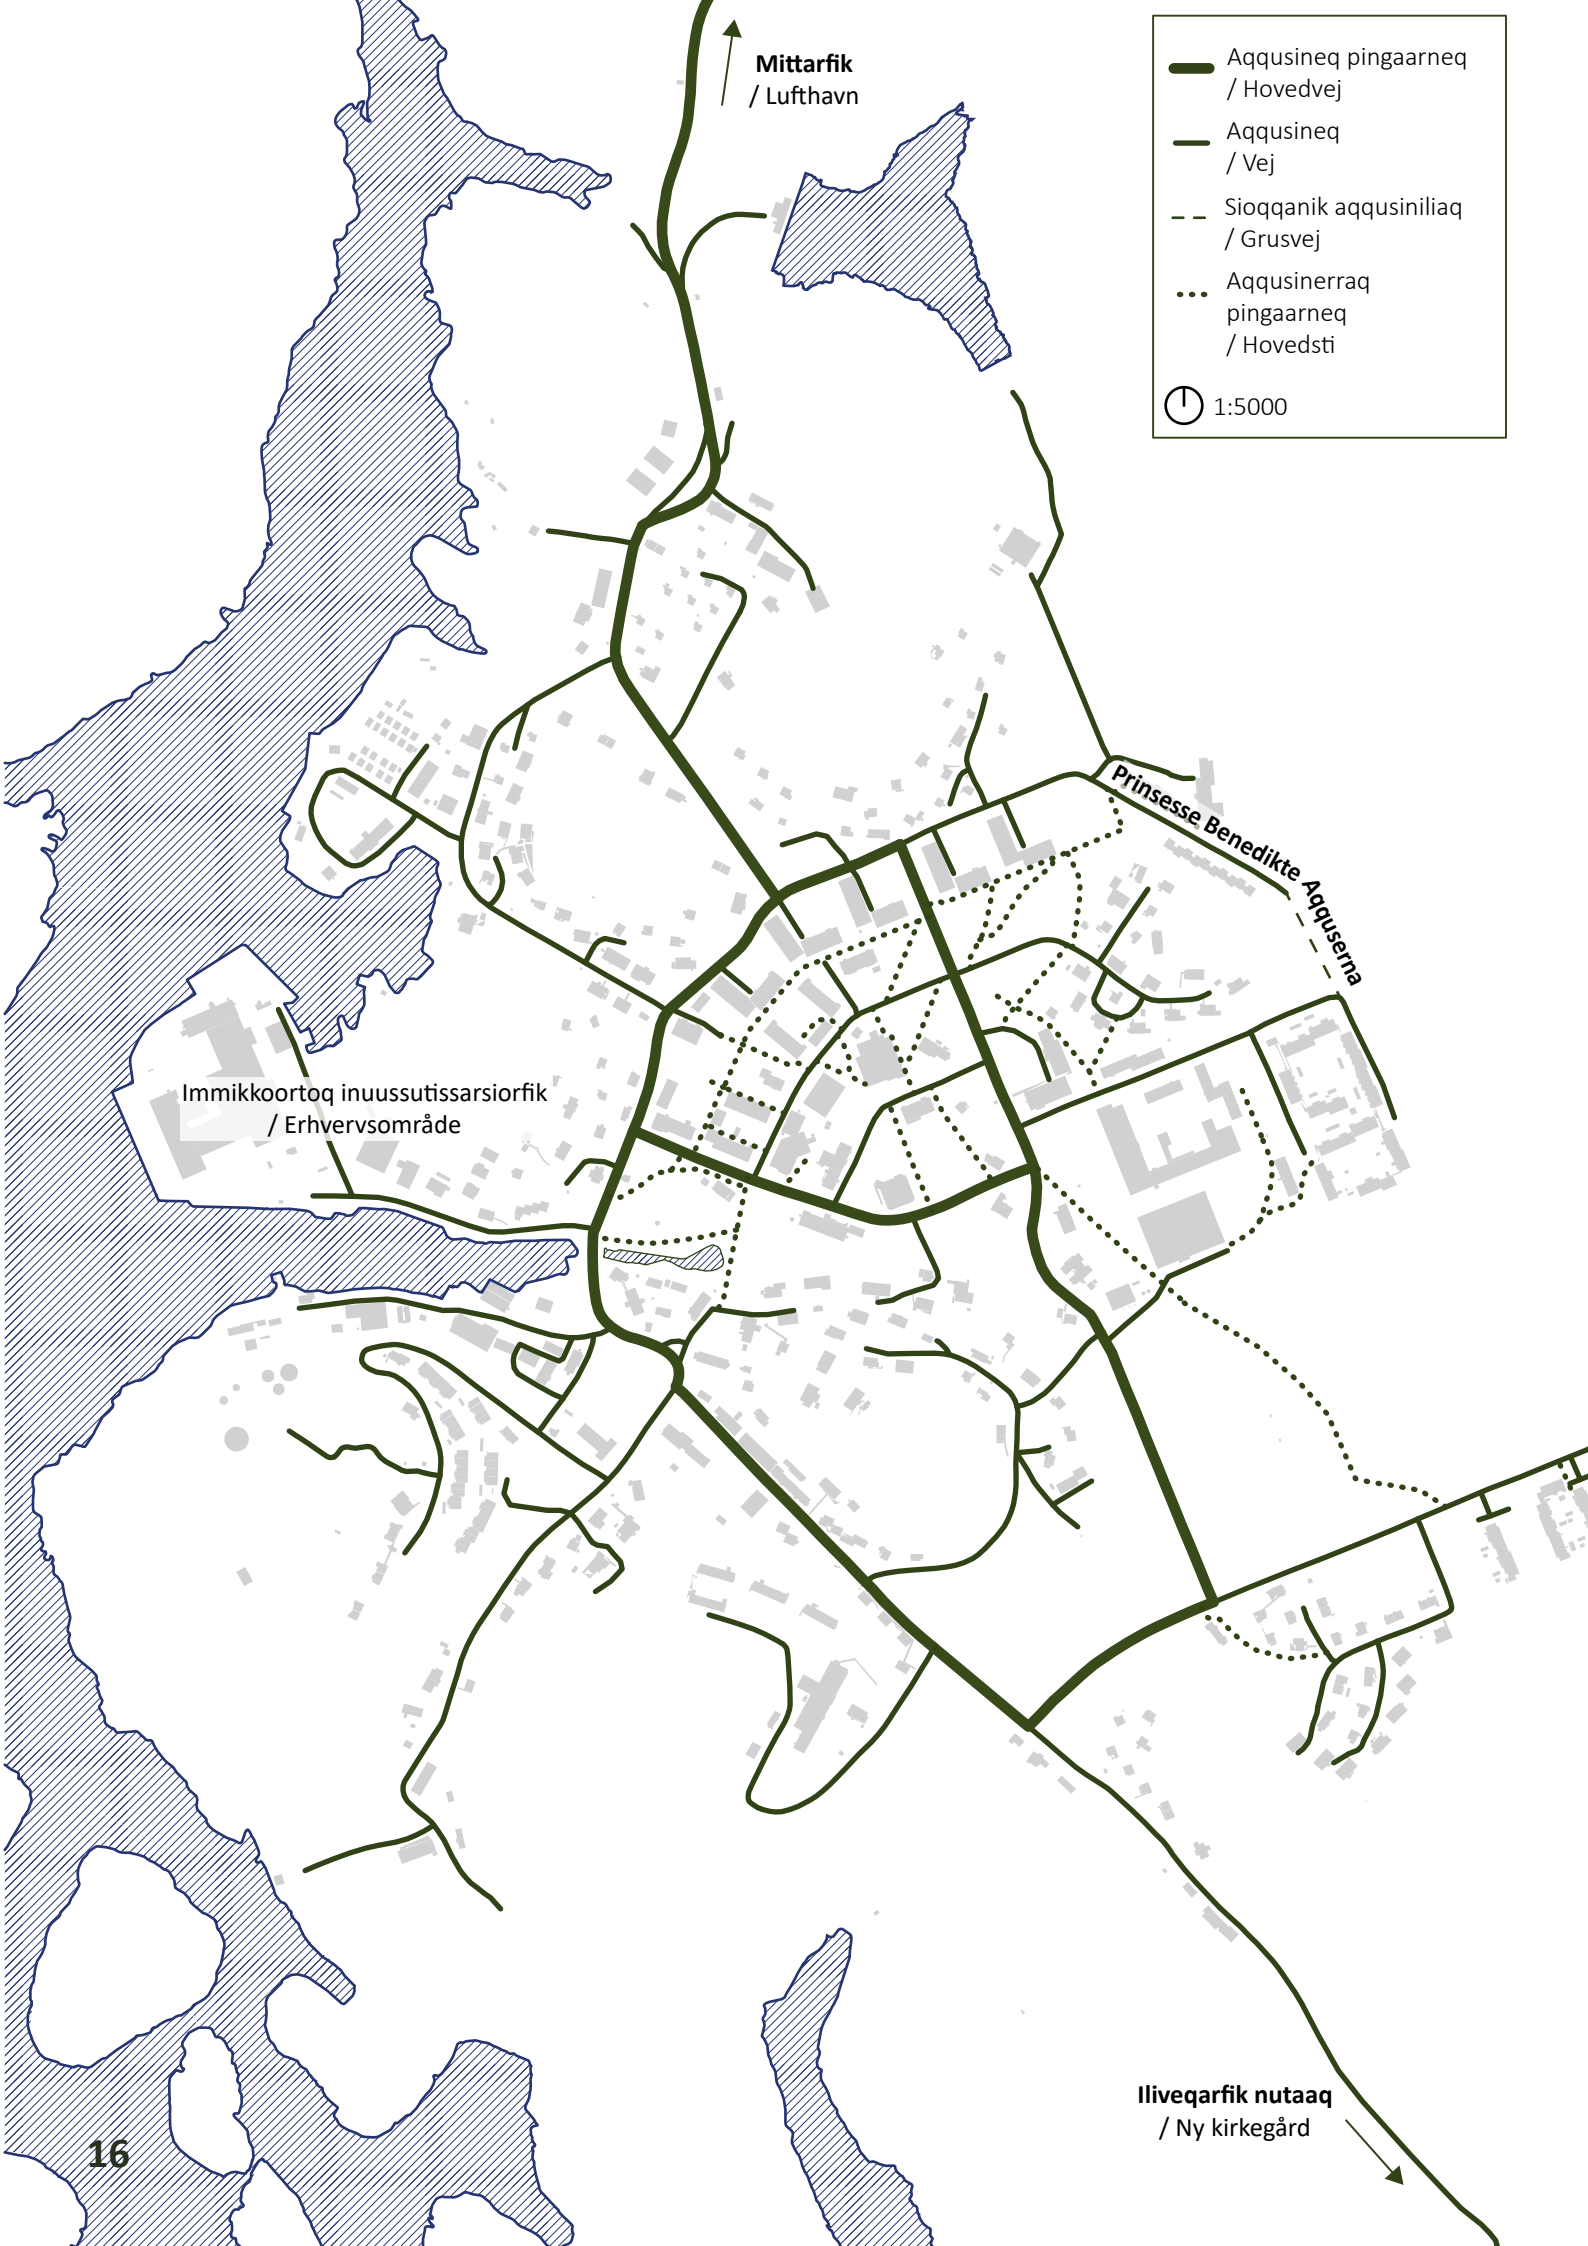 Mittarfik
/ Lufthavn
Aqqusineq pingaarneq
/ Hovedvej
Aqqusineq
/ Vej
Sioqqanik aqqusiniliaq
/ Grusvej
Aqqusinerraq
pingaarneq
/ Hovedsti
1:5000
Prinsesse Benedikte Aqquserna
Immikkoortoq inuussutissarsiorfik
/ Erhvervsområde
Iliveqarfik nutaaq
/ Ny kirkegård
16